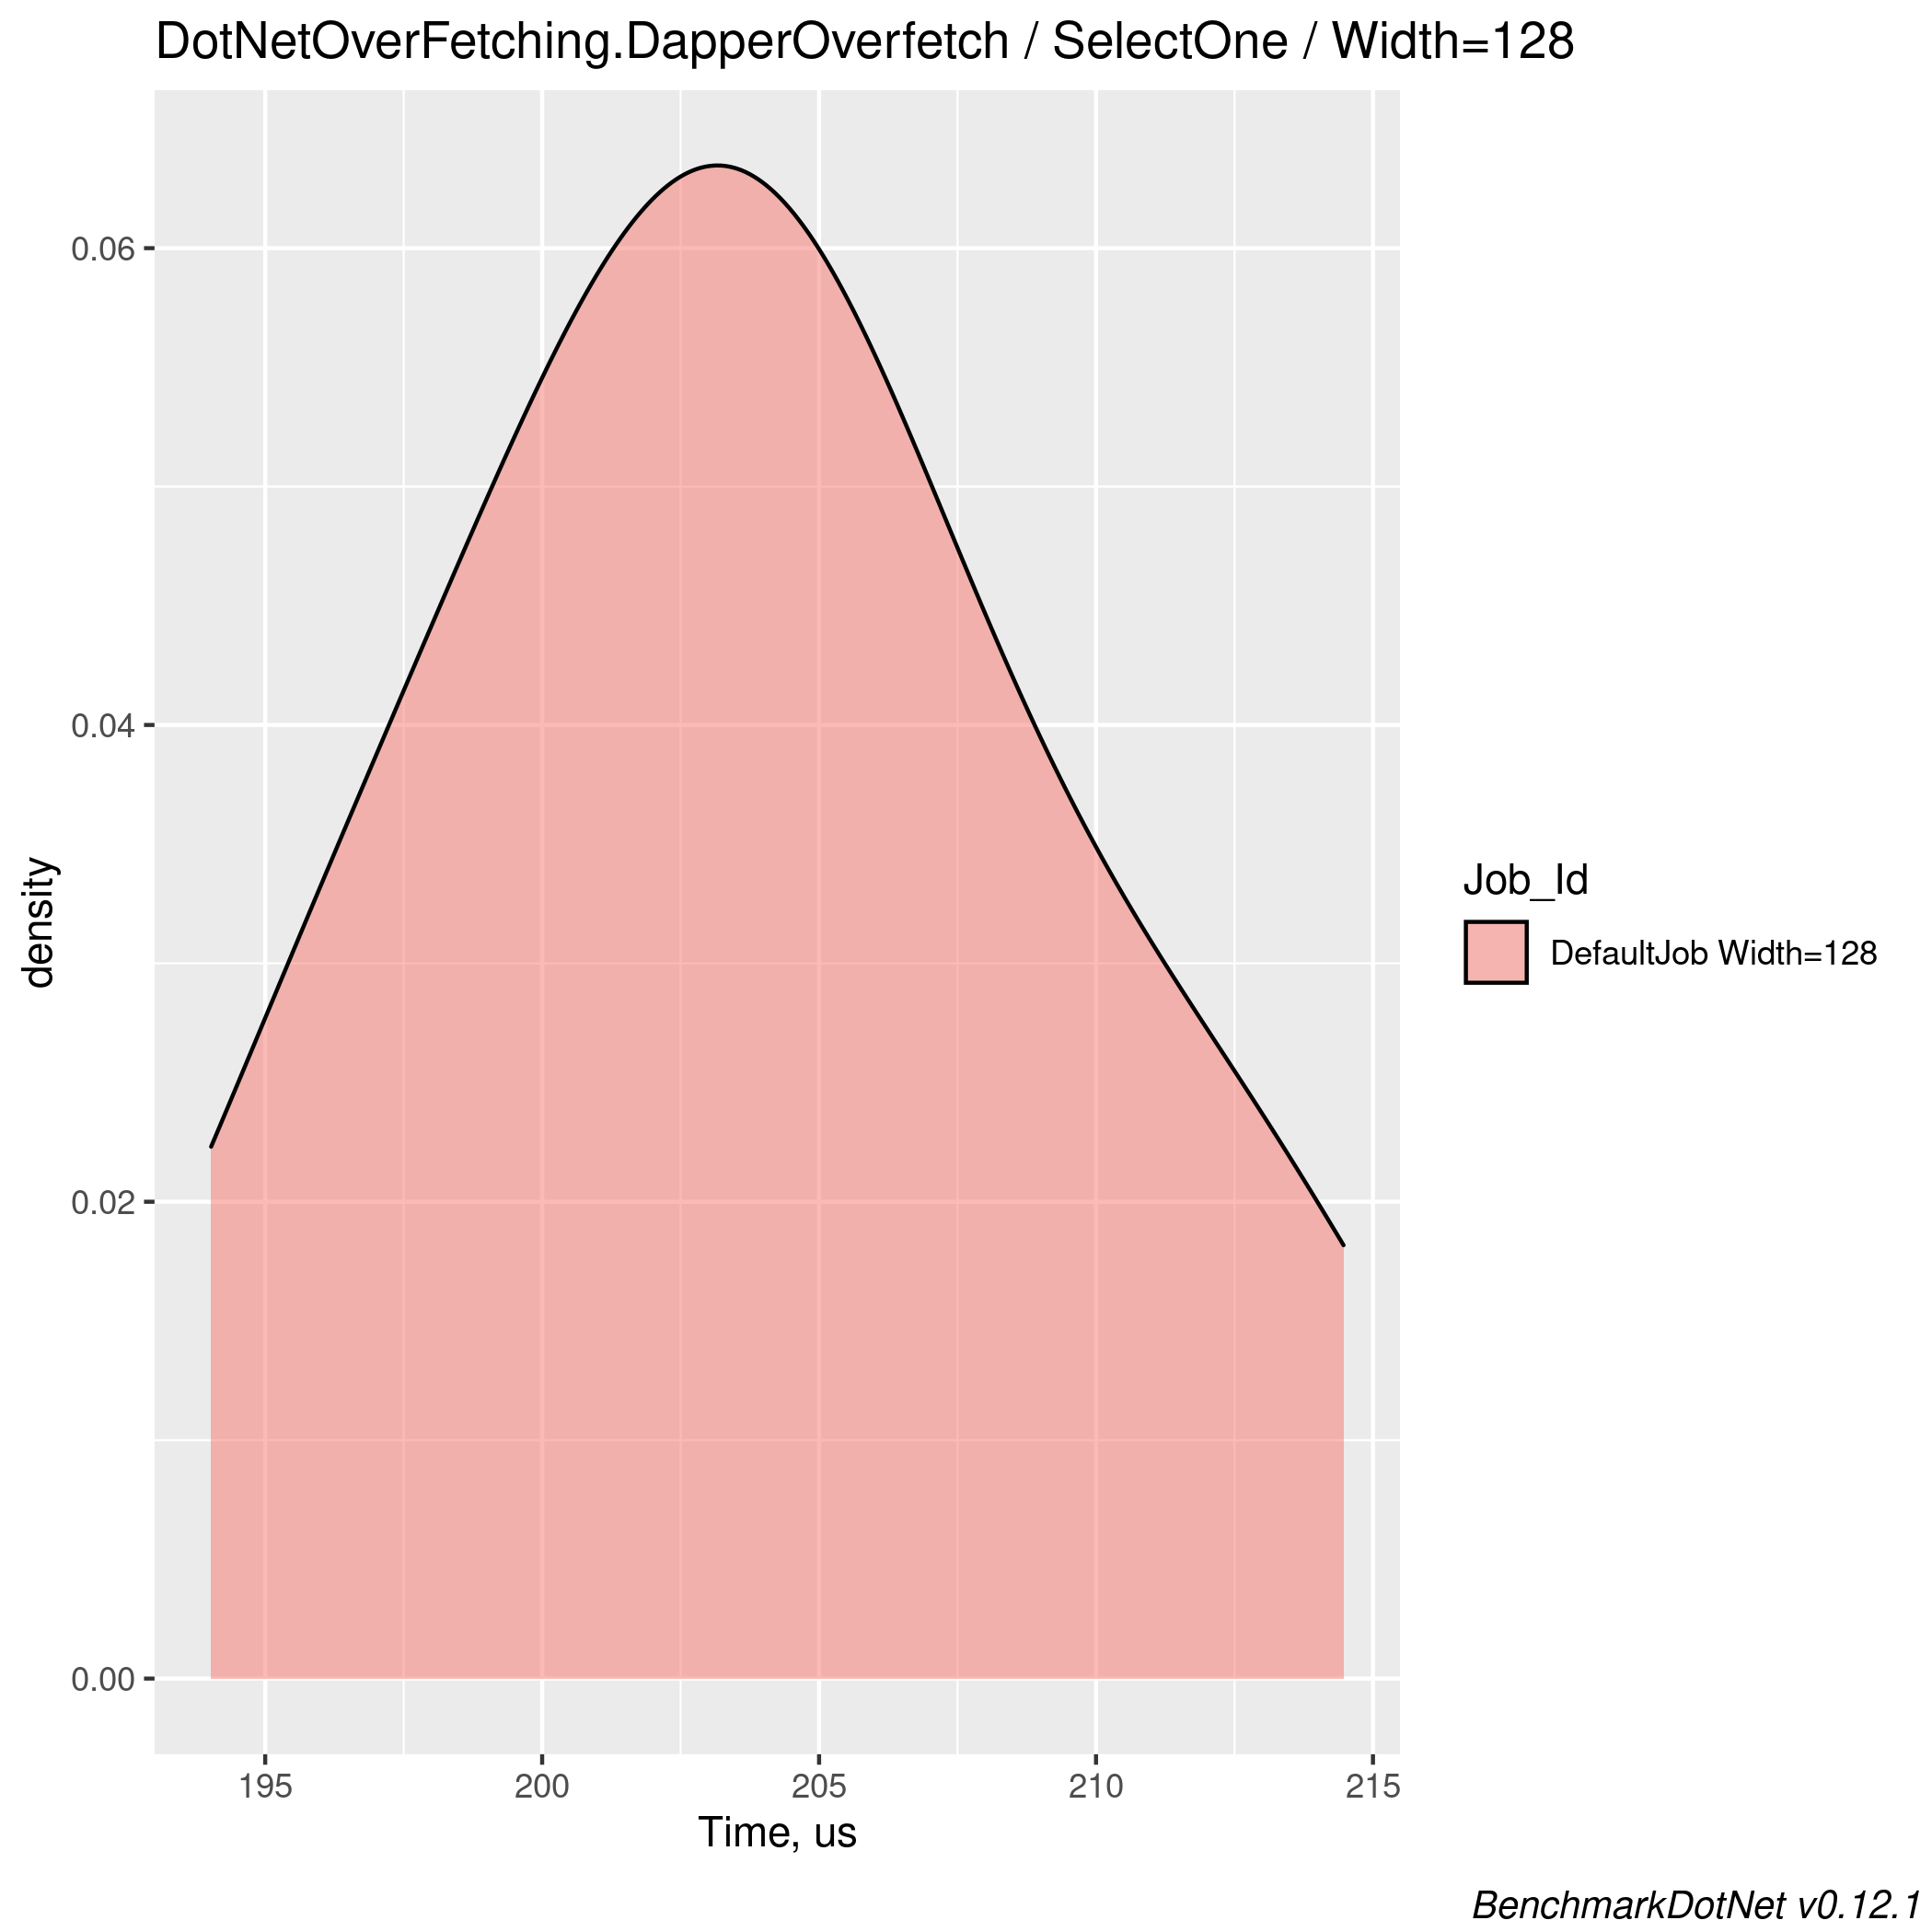 DotNetOverFetching.DapperOverfetch / SelectOne / Width=128
0.06
0.04
0.02
0.00
density
195 200 205 210 215
Time, us
Job_Id
DefaultJob Width=128
BenchmarkDotNet v0.12.1